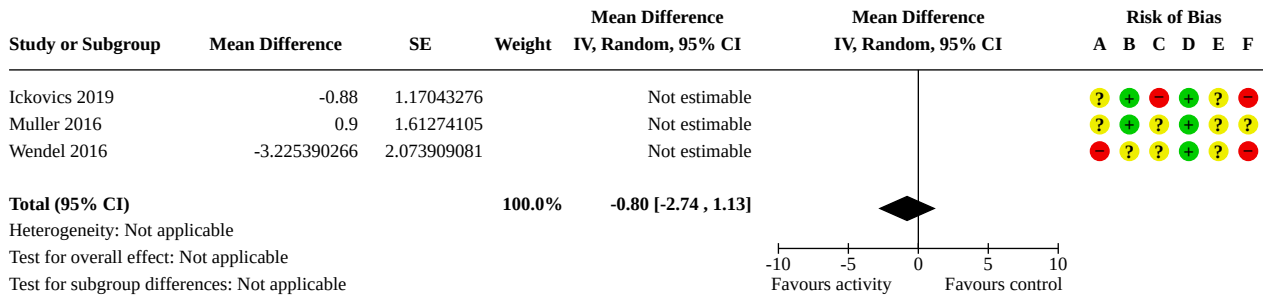 Mean Difference Mean Difference Risk of Bias
Study or Subgroup Mean Difference SE Weight IV, Random, 95% CI IV, Random, 95% CI A B C D E F
Ickovics 2019 -0.88 1.17043276 Not estimable ? + − + ? −
Muller 2016 0.9 1.61274105 Not estimable ? + ? + ? ?
Wendel 2016 -3.225390266 2.073909081 Not estimable − ? ? + ? −
Total (95% CI) 100.0% -0.80 [-2.74 , 1.13]
Heterogeneity: Not applicable
Test for overall effect: Not applicable -10 -5 0 5 10
Test for subgroup differences: Not applicable Favours activity Favours control